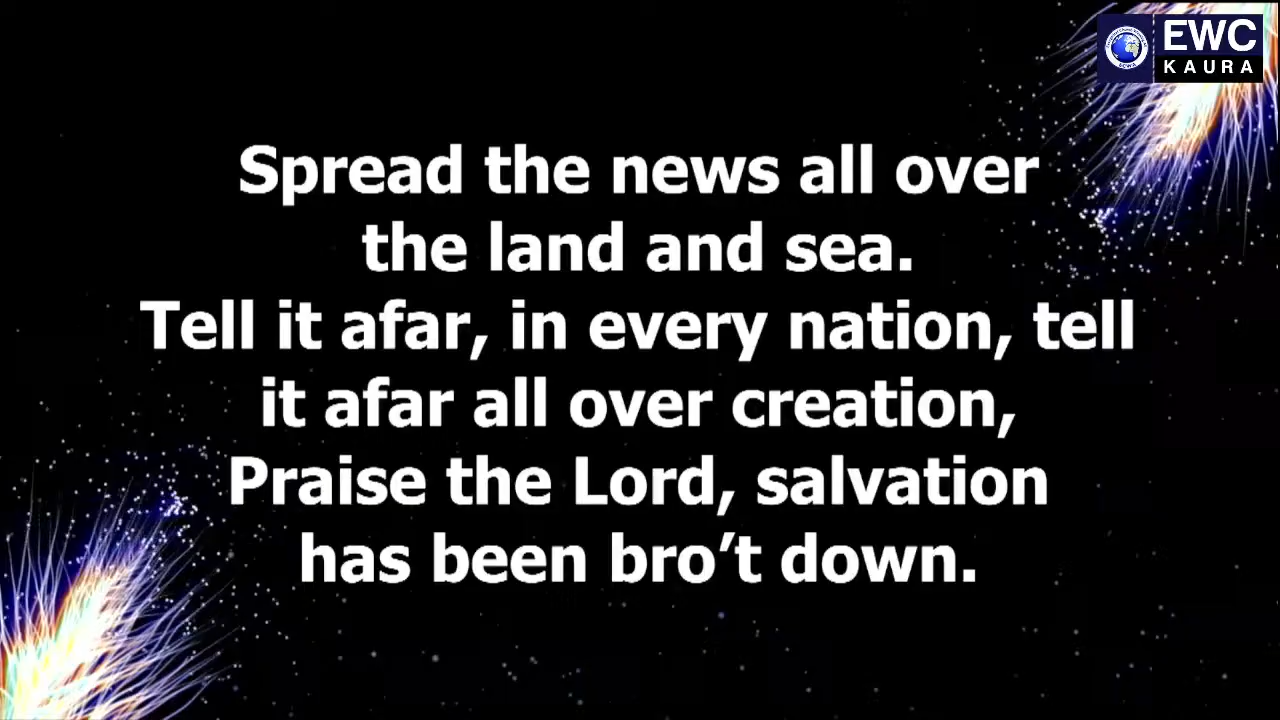 EWC
KAURA
Spread the news all over
the land and sea.
Tell it afar, in every nation, tell
it afar all over creation,
Praise the Lord, salvation
has been bro’t down.